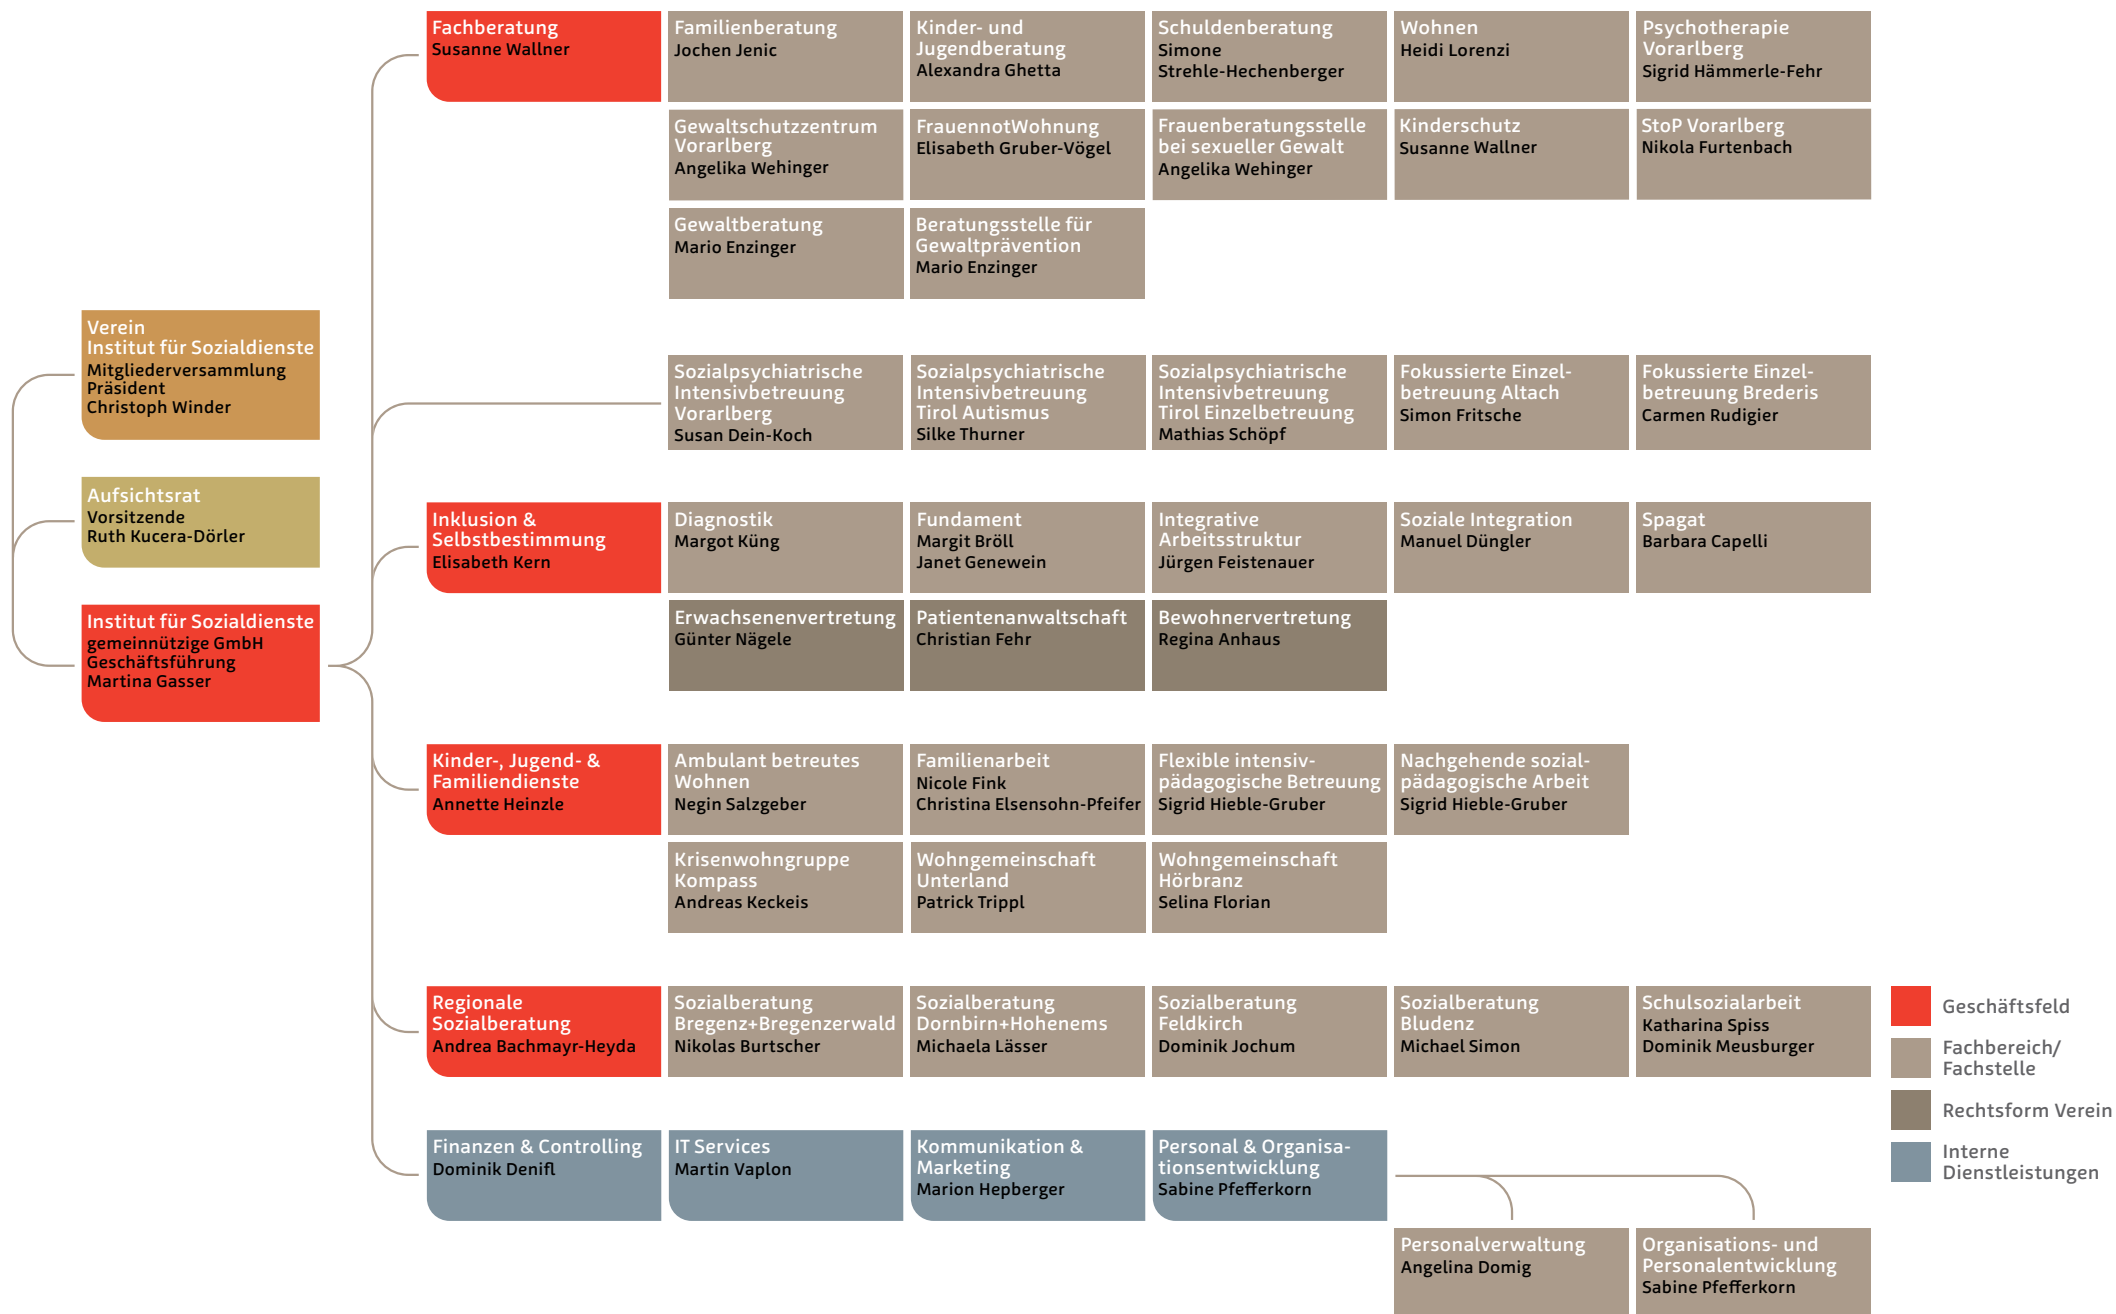 Fachberatung
Susanne Wallner
Familienberatung
Jochen Jenic
Kinder- und
Jugendberatung
Alexandra Ghetta
Schuldenberatung
Simone
Strehle-Hechenberger
Wohnen
Heidi Lorenzi
Psychotherapie
Vorarlberg
Sigrid Hämmerle-Fehr
Gewaltschutzzentrum
Vorarlberg
Angelika Wehinger
FrauennotWohnung
Elisabeth Gruber-Vögel
Frauenberatungsstelle
bei sexueller Gewalt
Angelika Wehinger
Kinderschutz
Susanne Wallner
StoP Vorarlberg
Nikola Furtenbach
Gewaltberatung
Mario Enzinger
Beratungsstelle für
Gewaltprävention
Mario Enzinger
Verein
Institut für Sozialdienste
Mitgliederversammlung
Präsident
Christoph Winder
Aufsichtsrat
Vorsitzende
Ruth Kucera-Dörler
Institut für Sozialdienste
gemeinnützige GmbH
Geschäftsführung
Martina Gasser
Sozialpsychiatrische
Intensivbetreuung
Vorarlberg
Susan Dein-Koch
Sozialpsychiatrische
Intensivbetreuung
Tirol Autismus
Silke Thurner
Sozialpsychiatrische
Intensivbetreuung
Tirol Einzelbetreuung
Mathias Schöpf
Fokussierte Einzel-
betreuung Altach
Simon Fritsche
Fokussierte Einzel-
betreuung Brederis
Carmen Rudigier
Inklusion &
Selbstbestimmung
Elisabeth Kern
Diagnostik
Margot Küng
Fundament
Margit Bröll
Janet Genewein
Integrative
Arbeitsstruktur
Jürgen Feistenauer
Soziale Integration
Manuel Düngler
Spagat
Barbara Capelli
Erwachsenenvertretung
Günter Nägele
Patientenanwaltschaft
Christian Fehr
Bewohnervertretung
Regina Anhaus
Kinder-, Jugend- &
Familiendienste
Annette Heinzle
Ambulant betreutes
Wohnen
Negin Salzgeber
Familienarbeit
Nicole Fink
Christina Elsensohn-Pfeifer
Flexible intensiv-
pädagogische Betreuung
Sigrid Hieble-Gruber
Nachgehende sozial-
pädagogische Arbeit
Sigrid Hieble-Gruber
Krisenwohngruppe
Kompass
Andreas Keckeis
Wohngemeinschaft
Unterland
Patrick Trippl
Wohngemeinschaft
Hörbranz
Selina Florian
Regionale
Sozialberatung
Andrea Bachmayr-Heyda
Sozialberatung
Bregenz+Bregenzerwald
Nikolas Burtscher
Sozialberatung
Dornbirn+Hohenems
Michaela Lässer
Sozialberatung
Feldkirch
Dominik Jochum
Sozialberatung
Bludenz
Michael Simon
Schulsozialarbeit
Katharina Spiss
Dominik Meusburger
Geschäftsfeld
Fachbereich/
Fachstelle
Rechtsform Verein
Interne
Dienstleistungen
Finanzen & Controlling
Dominik Denifl
IT Services
Martin Vaplon
Kommunikation &
Marketing
Marion Hepberger
Personal & Organisa-
tionsentwicklung
Sabine Pfefferkorn
Personalverwaltung
Angelina Domig
Organisations- und
Personalentwicklung
Sabine Pfefferkorn